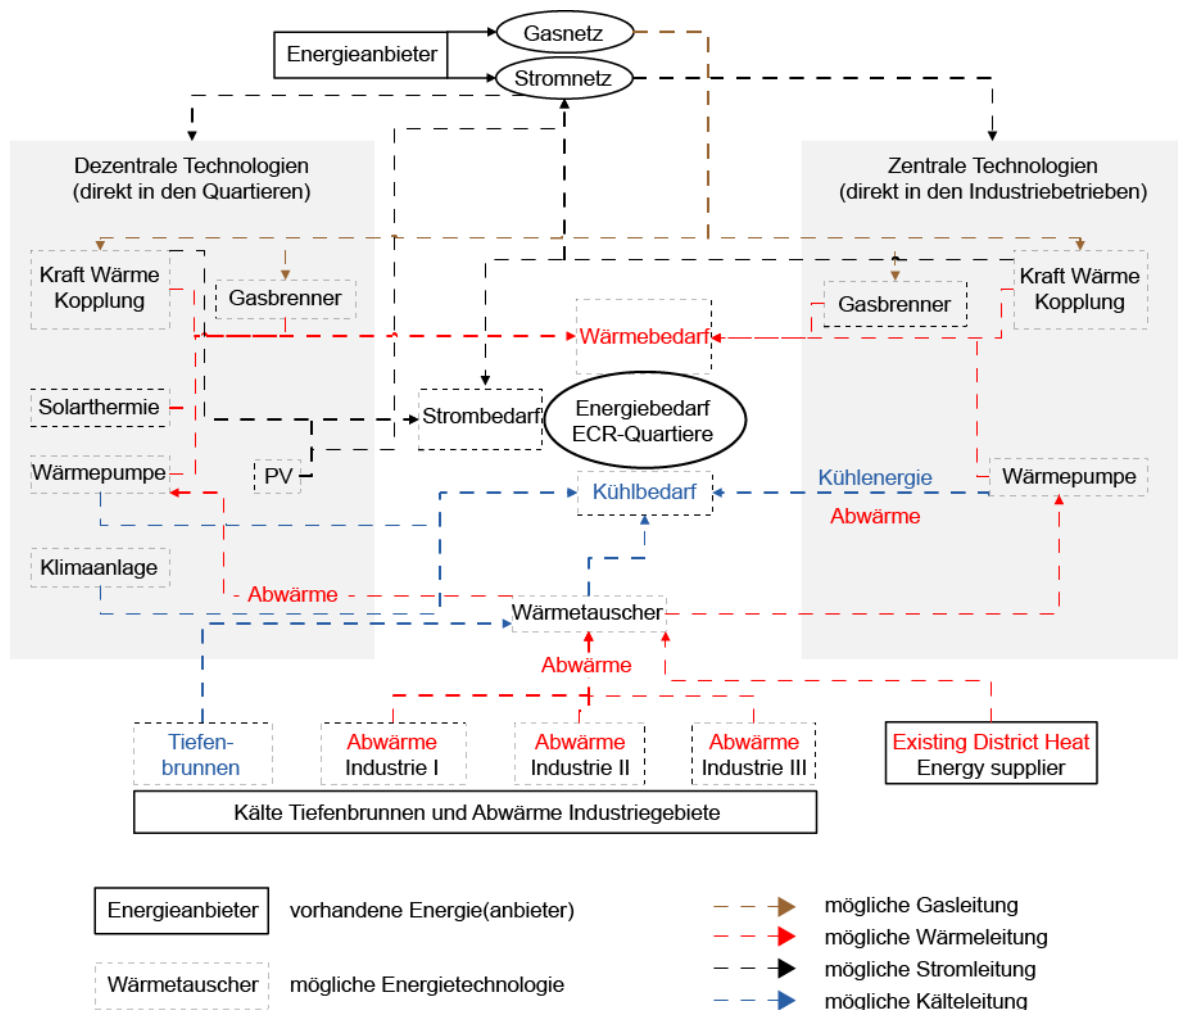 Gasnetz
Energieanbieter
Stromnetz
Dezentrale Technologien
(direkt in den Quartieren)
Zentrale Technologien
(direkt in den Industriebetrieben)
Kraft Wärme
Kopplung
Gasbrenner
Wärmebedarf
Gasbrenner
Kraft Wärme
Kopplung
Solarthermie
Strombedarf
Energiebedarf
ECR-Quartiere
Wärmepumpe
PV
Kühlbedarf
Kühlenergie
Abwärme
Wärmepumpe
Klimaanlage
Abwärme
Wärmetauscher
Abwärme
Tiefen-
brunnen
Abwärme
Industrie I
Abwärme
Industrie II
Abwärme
Industrie III
Existing District Heat
Energy supplier
Kälte Tiefenbrunnen und Abwärme Industriegebiete
Energieanbieter
vorhandene Energie(anbieter)
Wärmetauscher
mögliche Energietechnologie
mögliche Gasleitung
mögliche Wärmeleitung
mögliche Stromleitung
mögliche Kälteleitung